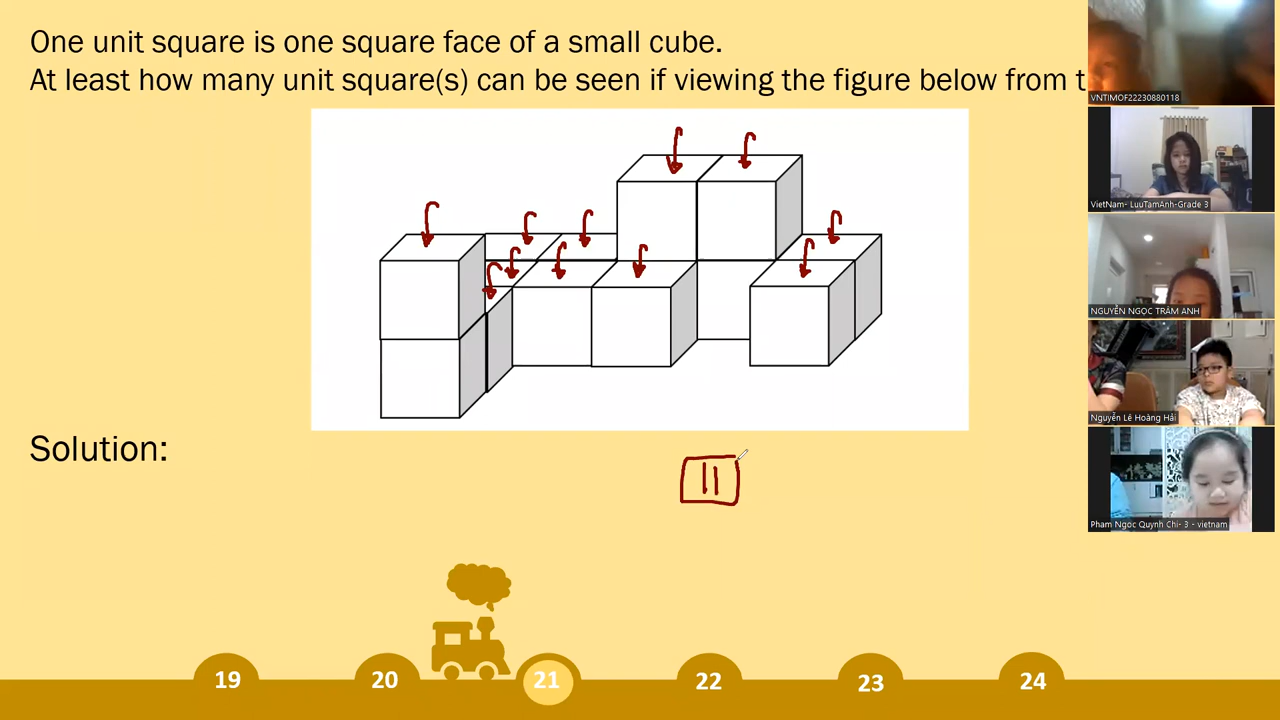 One unit square is one square face of a small cube.
At least how many unit square(s) can be seen if viewing the figure below from t
Solution:
11
19 20 21 22 23 24
VNTIMOF22230880118
VietNam- LuuTamAnh-Grade 3
NGUYỄN NGỌC TRÂM ANH
Nguyễn Lê Hoàng Hải
Pham Ngoc Quynh Chi- 3 - vietnam